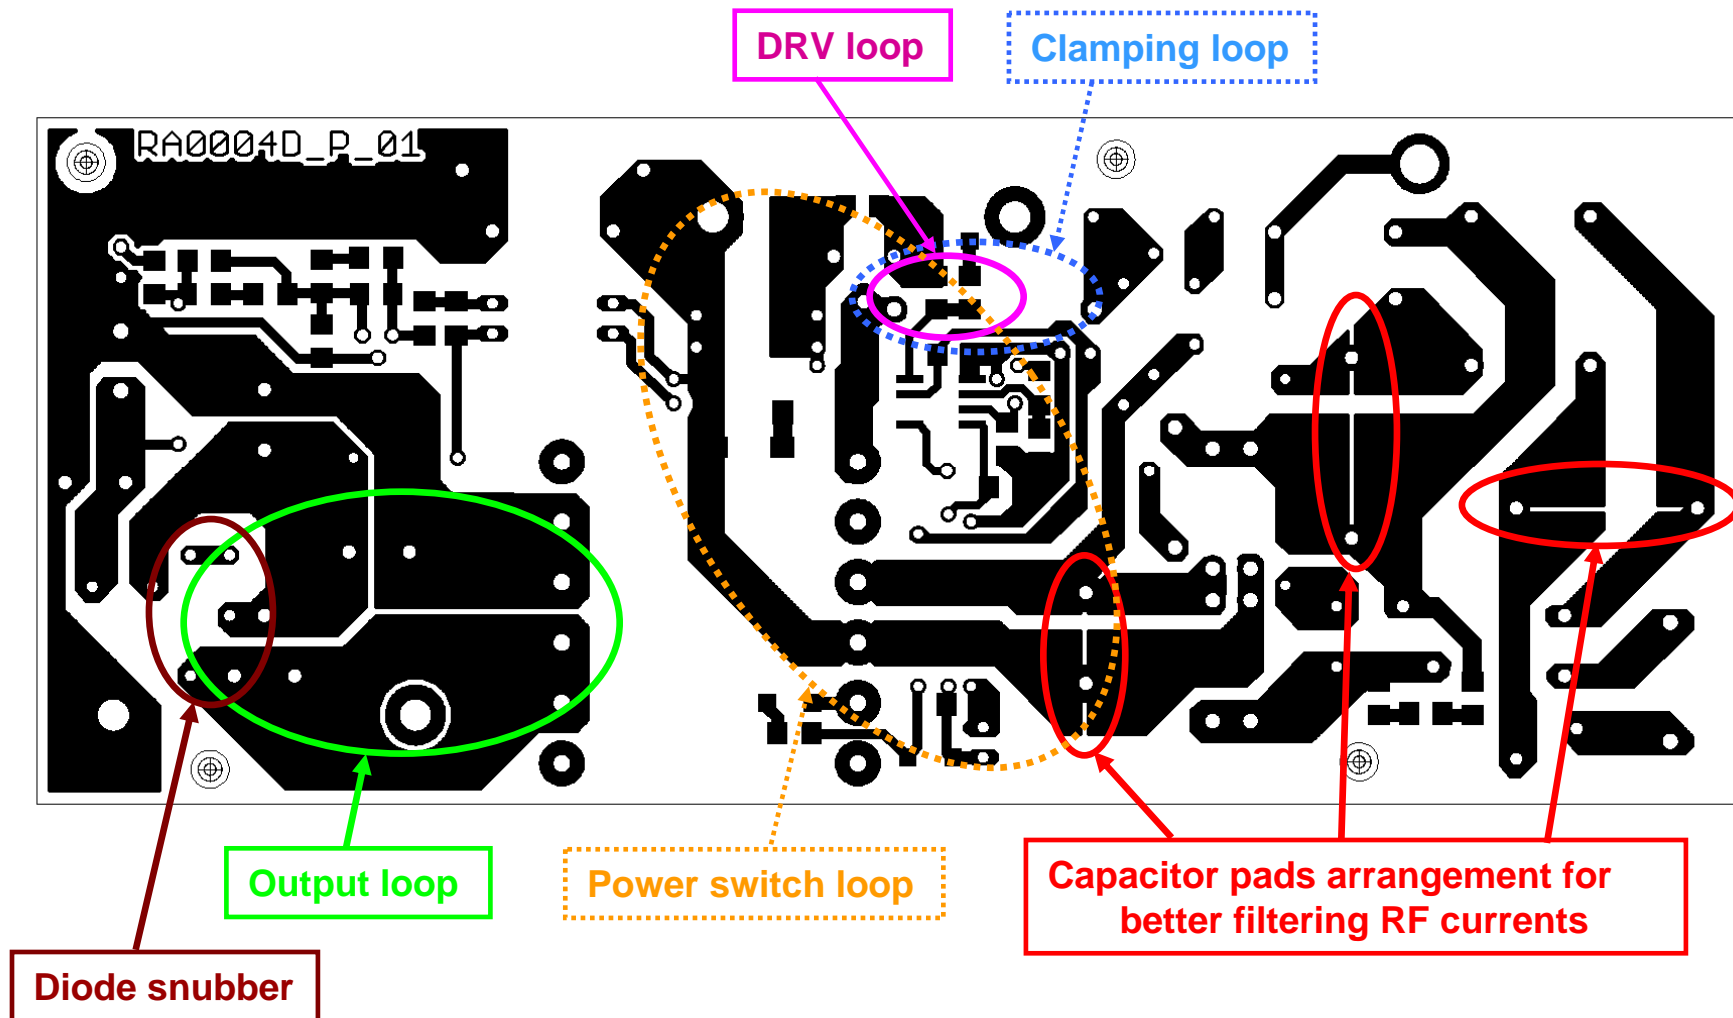 DRV loop
Clamping loop
RA0004D_P_01
Output loop
Power switch loop
Capacitor pads arrangement for
better filtering RF currents
Diode snubber